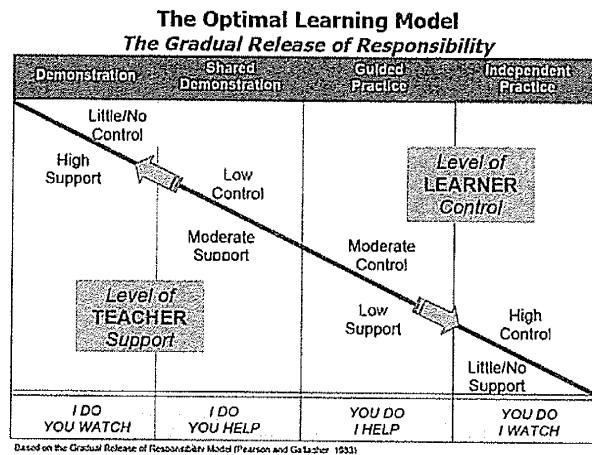 The Optimal Learning Model
The Gradual Release of Responsibility
Demonstration
Shared
Demonstration
Guided
Practice
Independent
Practice
Little/No
Control
High
Support
Low
Control
Moderate
Support
Level of
LEARNER
Control
Moderate
Control
Low
Support
Level of
TEACHER
Support
High
Control
Little/No
Support
I DO
YOU WATCH
I DO
YOU HELP
YOU DO
I HELP
YOU DO
I WATCH
Based on the Gradual Release of Responsibility Model (Pearson and Gallagher, 1983)